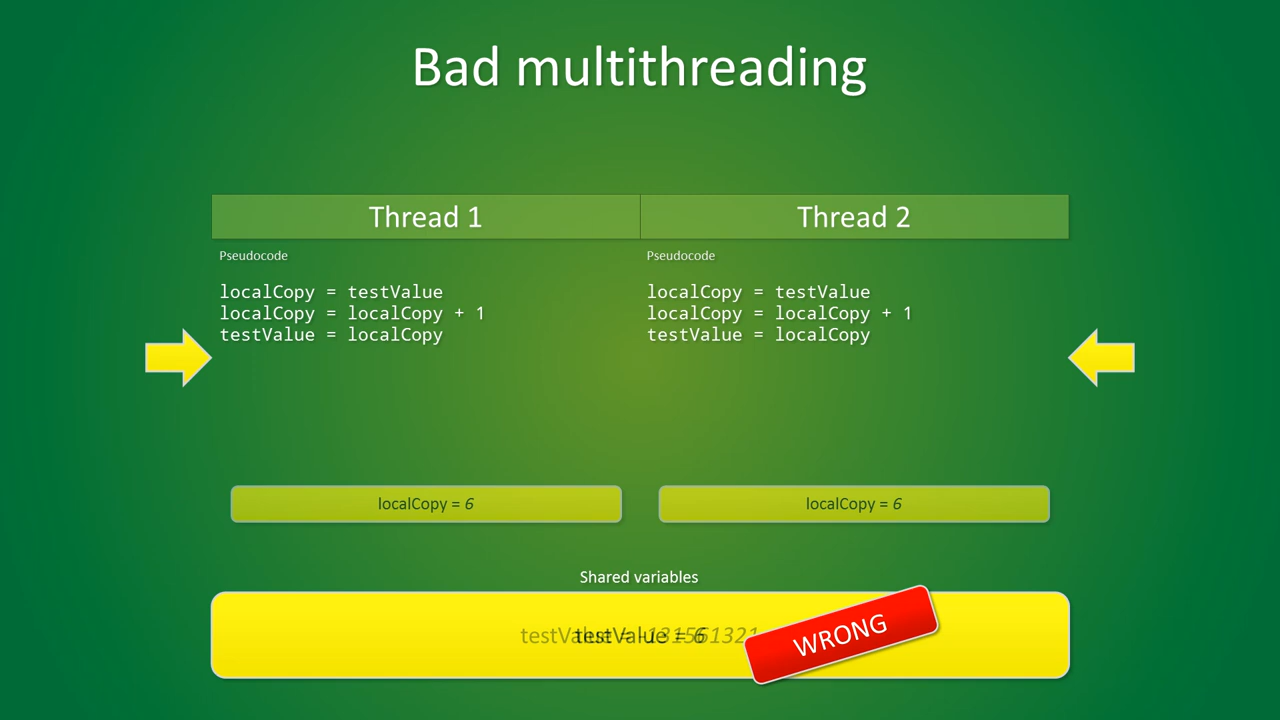 Bad multithreading
Thread 1
Thread 2
Pseudocode
localCopy = testValue
localCopy = localCopy + 1
testValue = localCopy
Pseudocode
localCopy = testValue
localCopy = localCopy + 1
testValue = localCopy
localCopy = 6
localCopy = 6
Shared variables
testValue = 6
WRONG